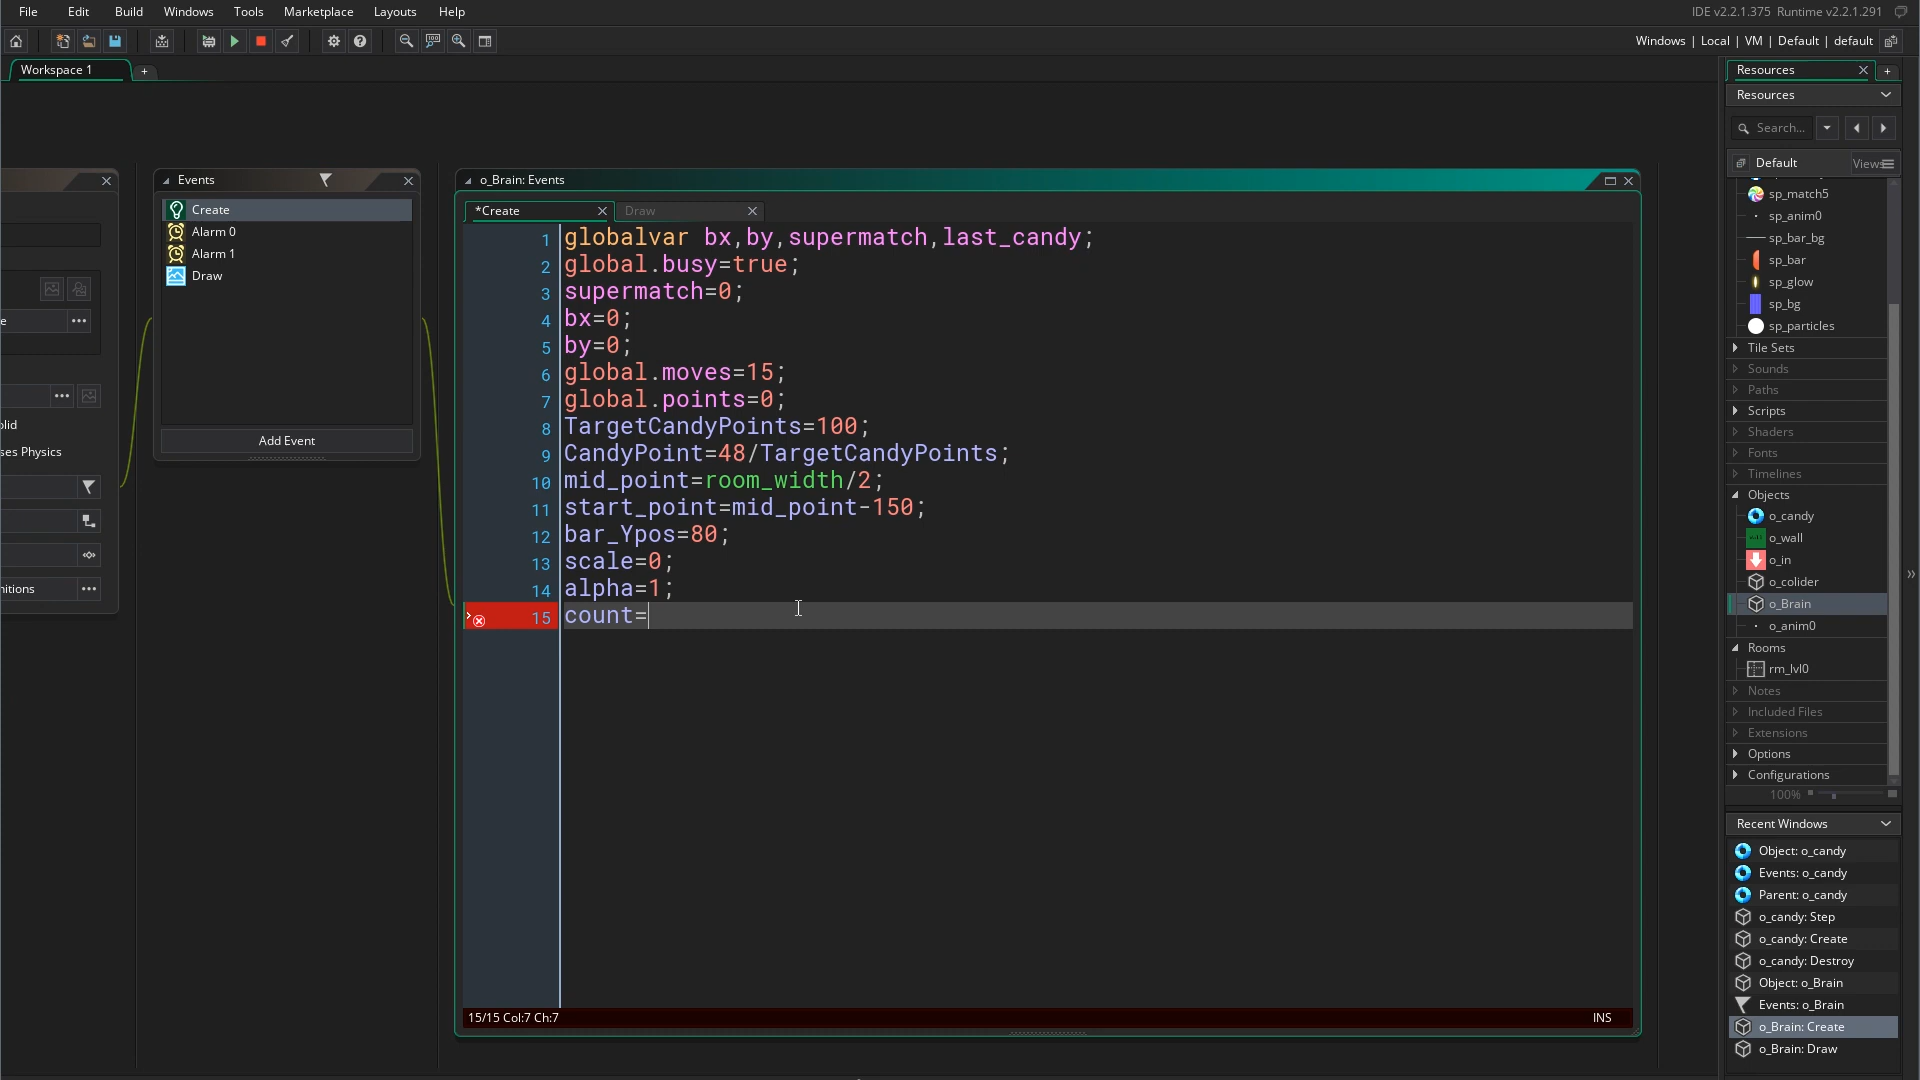 File Edit Build Windows Tools Marketplace Layouts Help
IDE v2.2.1.375 Runtime v2.2.1.291
Windows | Local | VM | Default | default
Workspace 1
+
Events
Create
Alarm 0
Alarm 1
Draw
Add Event
e
olid
ses Physics
nitions
o_Brain: Events
*Create
Draw
1 globalvar bx,by,supermatch,last_candy;
2 global.busy=true;
3 supermatch=0;
4 bx=0;
5 by=0;
6 global.moves=15;
7 global.points=0;
8 TargetCandyPoints=100;
9 CandyPoint=48/TargetCandyPoints;
10 mid_point=room_width/2;
11 start_point=mid_point-150;
12 bar_Ypos=80;
13 scale=0;
14 alpha=1;
15 count=
15/15 Col:7 Ch:7
INS
Resources
+
Resources
Search...
Default
Views
sp_match5
sp_anim0
sp_bar_bg
sp_bar
sp_glow
sp_bg
sp_particles
Tile Sets
Sounds
Paths
Scripts
Shaders
Fonts
Timelines
Objects
o_candy
o_wall
o_in
o_colider
o_Brain
o_anim0
Rooms
rm_lvl0
Notes
Included Files
Extensions
Options
Configurations
100%
Recent Windows
Object: o_candy
Events: o_candy
Parent: o_candy
o_candy: Step
o_candy: Create
o_candy: Destroy
Object: o_Brain
Events: o_Brain
o_Brain: Create
o_Brain: Draw